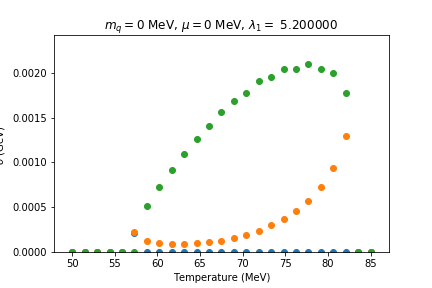 $m_q = 0$ MeV, $\mu = 0$ MeV, $\lambda_1 =$ 5.200000
0.0020
0.0015
0.0010
0.0005
0.0000
50 55 60 65 70 75 80 85
Temperature (MeV)
(GeV)